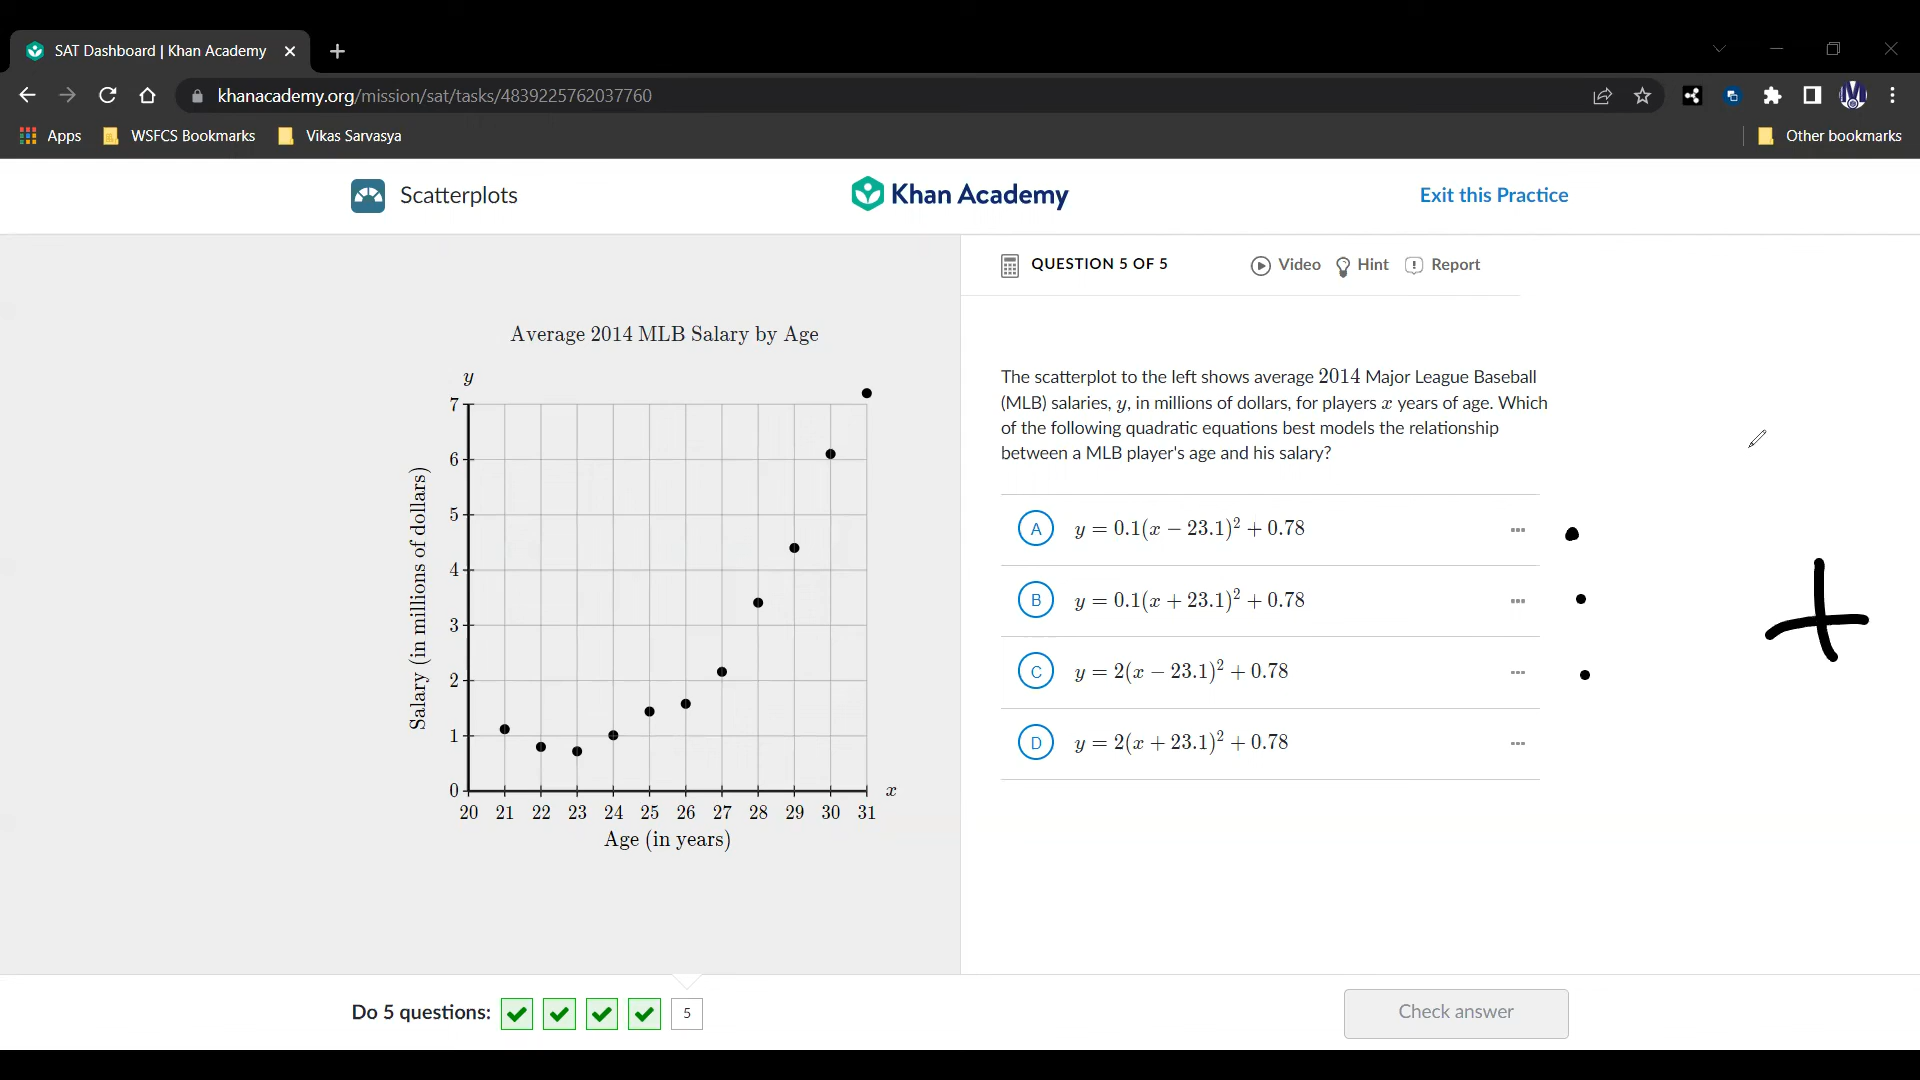 SAT Dashboard | Khan Academy
khanacademy.org/mission/sat/tasks/4839225762037760
Apps
WSFCS Bookmarks
Vikas Sarvasya
Other bookmarks
Scatterplots
Khan Academy
Exit this Practice
Average 2014 MLB Salary by Age
y
7
6
5
4
3
2
1
0
Salary (in millions of dollars)
20 21 22 23 24 25 26 27 28 29 30 31
x
Age (in years)
QUESTION 5 OF 5
Video
Hint
Report
The scatterplot to the left shows average 2014 Major League Baseball
(MLB) salaries, y, in millions of dollars, for players x years of age. Which
of the following quadratic equations best models the relationship
between a MLB player's age and his salary?
A y = 0.1(x − 23.1)² + 0.78
B y = 0.1(x + 23.1)² + 0.78
C y = 2(x − 23.1)² + 0.78
D y = 2(x + 23.1)² + 0.78
+
Do 5 questions:
5
Check answer